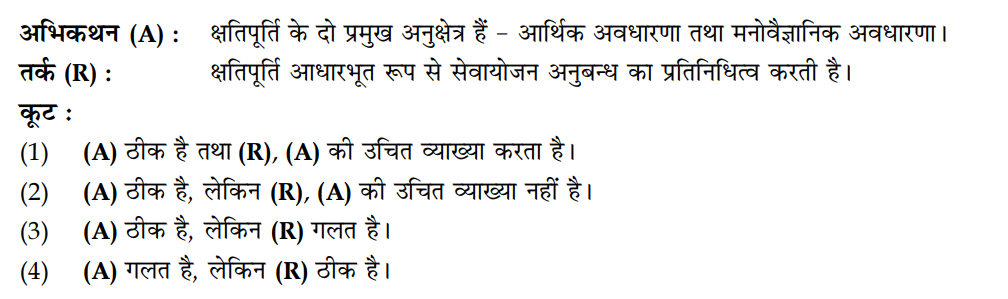 अभिकथन (A) : क्षतिपूर्ति के दो प्रमुख अनुक्षेत्र हैं – आर्थिक अवधारणा तथा मनोवैज्ञानिक अवधारणा।
तर्क (R) : क्षतिपूर्ति आधारभूत रूप से सेवायोजन अनुबन्ध का प्रतिनिधित्व करती है।
कूट :
(1) (A) ठीक है तथा (R), (A) की उचित व्याख्या करता है।
(2) (A) ठीक है, लेकिन (R), (A) की उचित व्याख्या नहीं है।
(3) (A) ठीक है, लेकिन (R) गलत है।
(4) (A) गलत है, लेकिन (R) ठीक है।